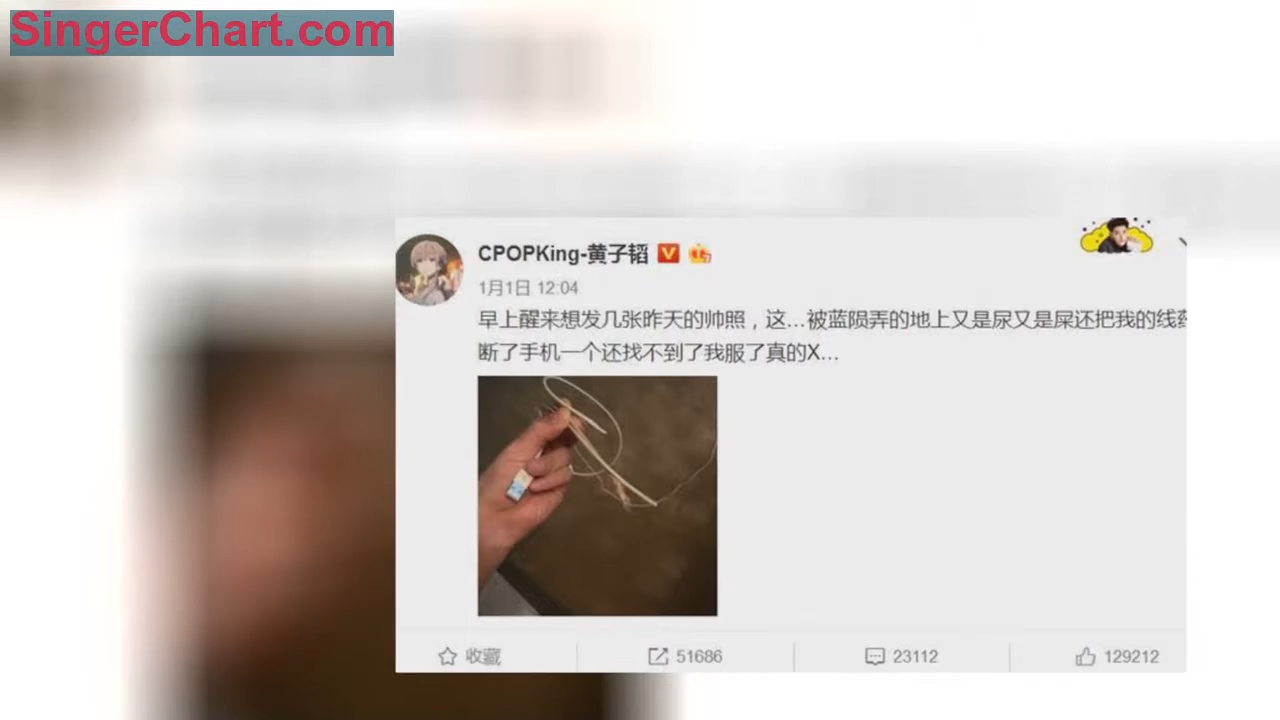 SingerChart.com
CPOPKing-黄子韬
1月1日 12:04
早上醒来想发几张昨天的帅照，这...被蓝陨弄的地上又是尿又是屎还把我的线
断了手机一个还找不到了我服了真的X...
收藏
51686
23112
129212